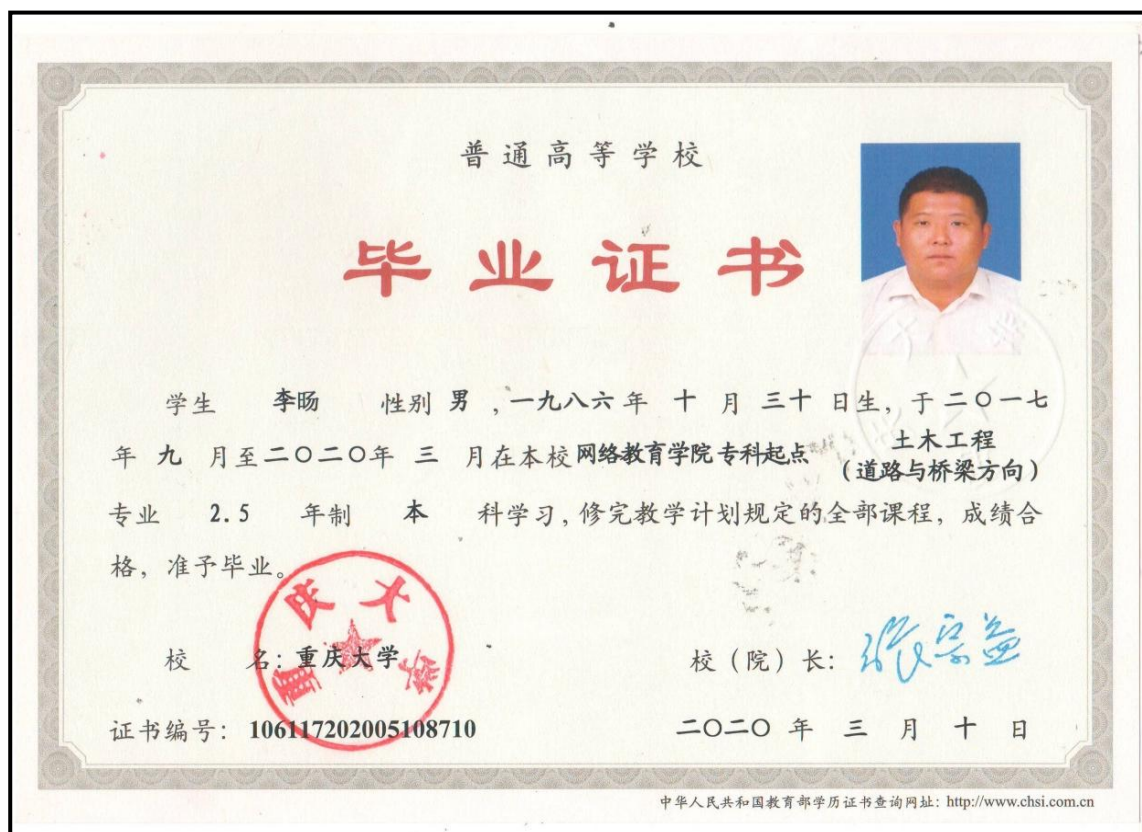 普通高等学校
毕业证书
学生 李旸 性别 男 ，一九八六 年 十 月 三十 日生，于 二〇一七
年 九 月至 二〇二〇 年 三 月在本校 网络教育学院 专科起点 土木工程
（道路与桥梁方向）
专业 2.5 年制 本 科学习，修完教学计划规定的全部课程，成绩合
格，准予毕业。
重庆大学
校 名：重庆大学
校（院）长：张宗益
证书编号：106117202005108710
二〇二〇 年 三 月 十 日
中华人民共和国教育部学历证书查询网址：http://www.chsi.com.cn